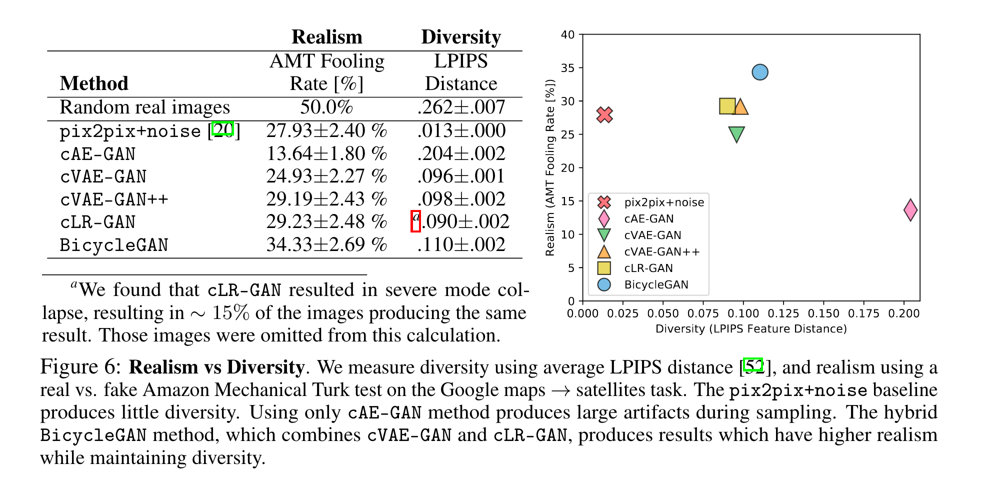 Realism Diversity
AMT Fooling LPIPS
Method Rate [%] Distance
Random real images 50.0% .262±.007
pix2pix+noise [20] 27.93±2.40 % .013±.000
cAE-GAN 13.64±1.80 % .204±.002
cVAE-GAN 24.93±2.27 % .096±.001
cVAE-GAN++ 29.19±2.43 % .098±.002
cLR-GAN 29.23±2.48 % a.090±.002
BicycleGAN 34.33±2.69 % .110±.002
aWe found that cLR-GAN resulted in severe mode col-
lapse, resulting in ∼ 15% of the images producing the same
result. Those images were omitted from this calculation.
Realism (AMT Fooling Rate [%])
40
35
30
25
20
15
10
5
0
pix2pix+noise
cAE-GAN
cVAE-GAN
cVAE-GAN++
cLR-GAN
BicycleGAN
0.000 0.025 0.050 0.075 0.100 0.125 0.150 0.175 0.200
Diversity (LPIPS Feature Distance)
Figure 6: Realism vs Diversity. We measure diversity using average LPIPS distance [52], and realism using a
real vs. fake Amazon Mechanical Turk test on the Google maps → satellites task. The pix2pix+noise baseline
produces little diversity. Using only cAE-GAN method produces large artifacts during sampling. The hybrid
BicycleGAN method, which combines cVAE-GAN and cLR-GAN, produces results which have higher realism
while maintaining diversity.